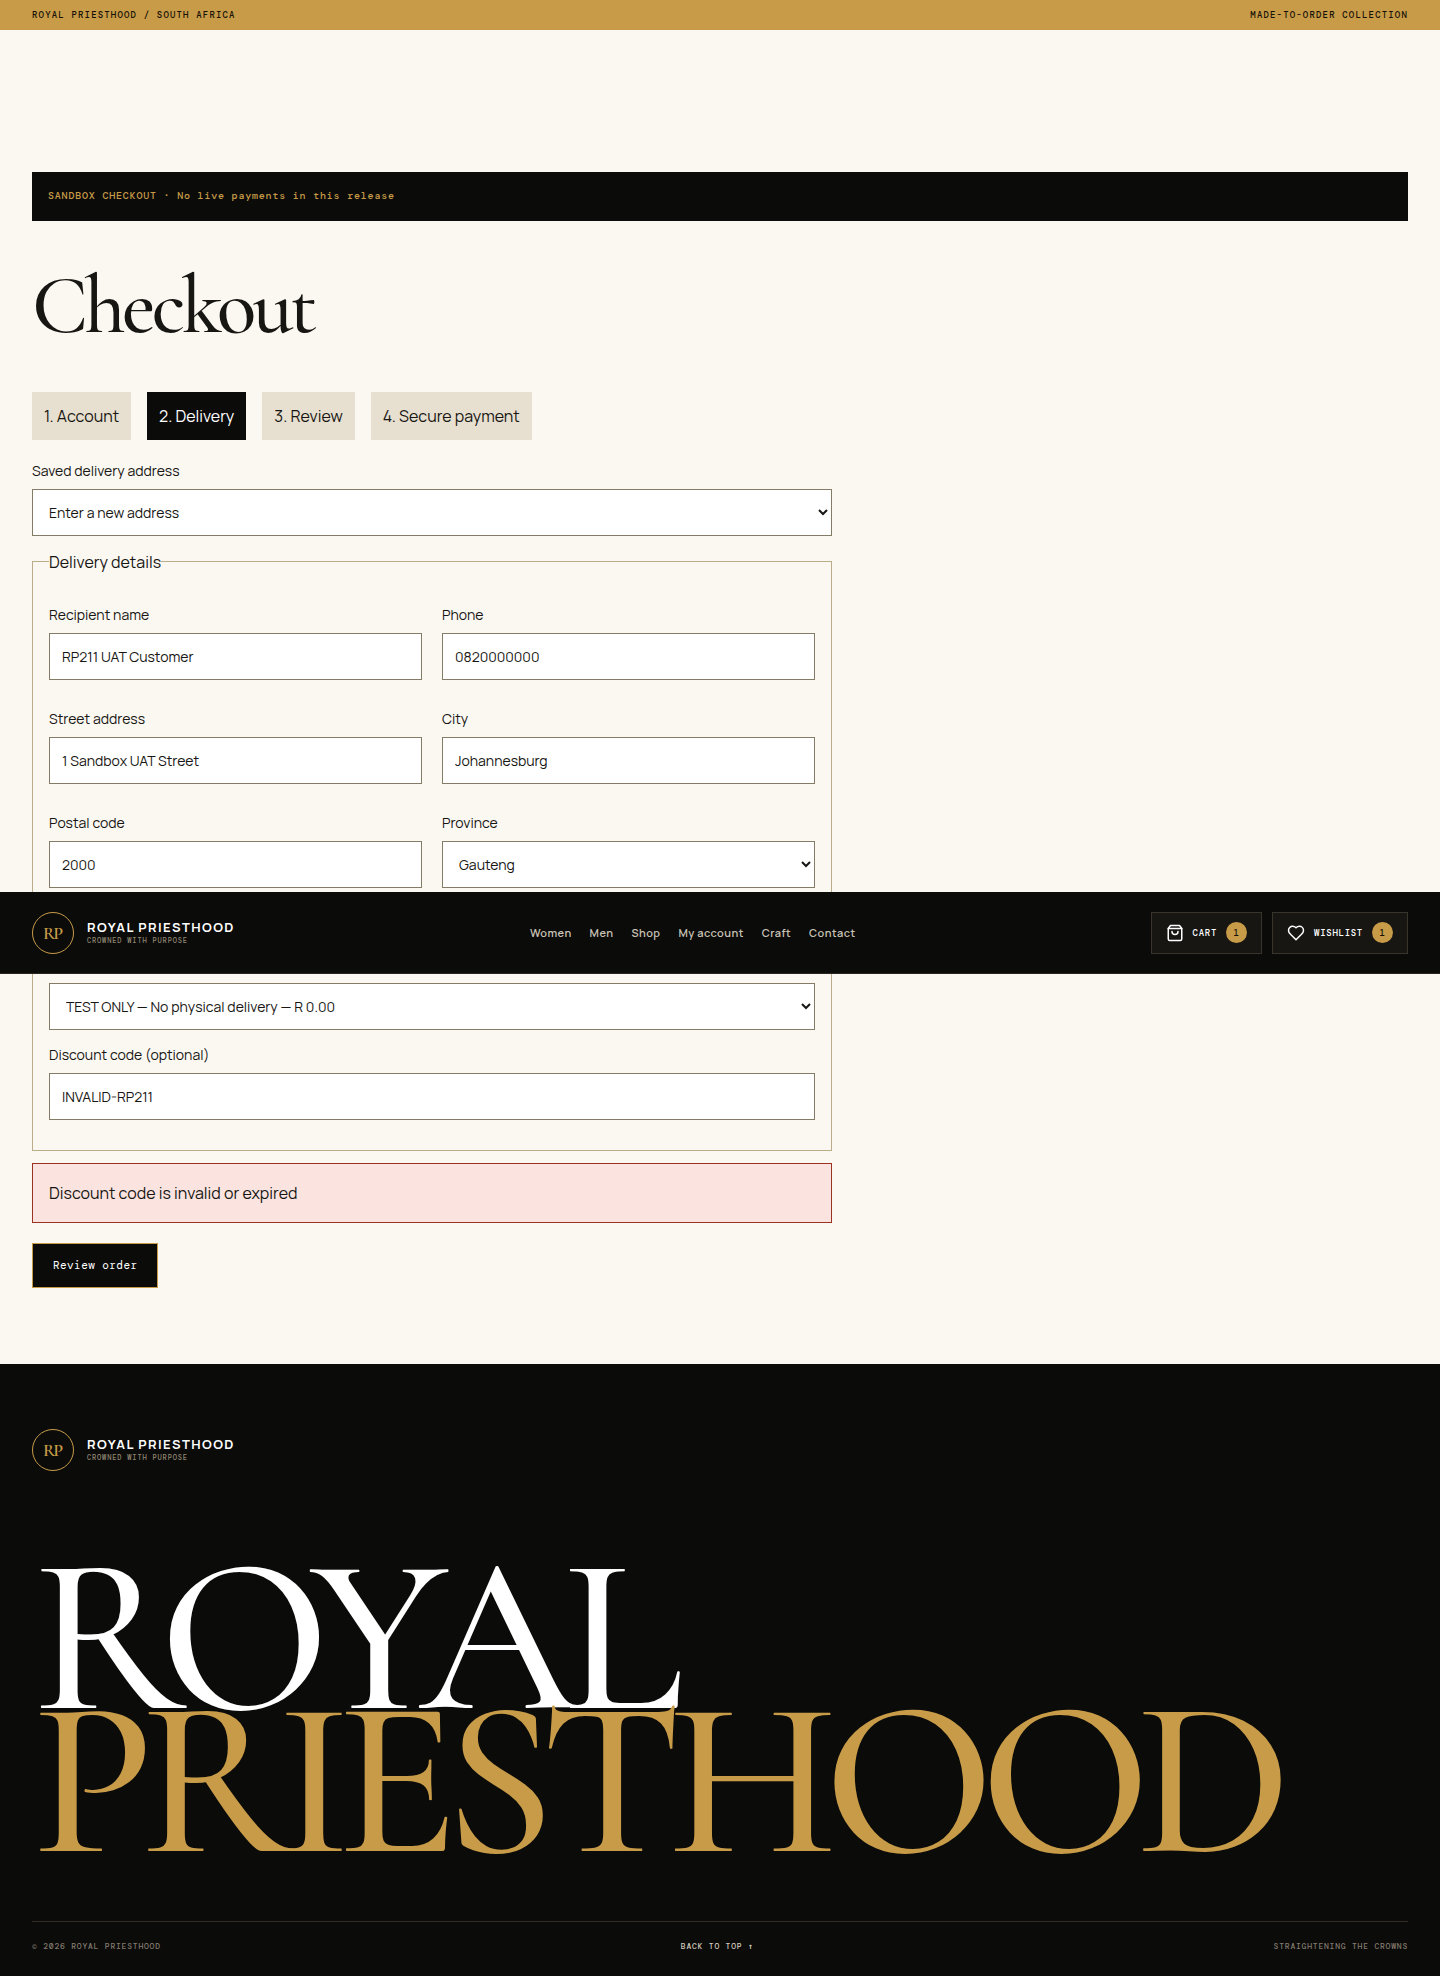 ROYAL PRIESTHOOD / SOUTH AFRICA
MADE-TO-ORDER COLLECTION
SANDBOX CHECKOUT · No live payments in this release
Checkout
1. Account
2. Delivery
3. Review
4. Secure payment
Saved delivery address
Enter a new address
Delivery details
Recipient name
Phone
RP211 UAT Customer
0820000000
Street address
City
1 Sandbox UAT Street
Johannesburg
Postal code
Province
2000
Gauteng
RP
ROYAL PRIESTHOOD
CROWNED WITH PURPOSE
Women
Men
Shop
My account
Craft
Contact
CART 1
WISHLIST 1
TEST ONLY — No physical delivery — R 0.00
Discount code (optional)
INVALID-RP211
Discount code is invalid or expired
Review order
RP
ROYAL PRIESTHOOD
CROWNED WITH PURPOSE
ROYAL
PRIESTHOOD
© 2026 ROYAL PRIESTHOOD
BACK TO TOP ↑
STRAIGHTENING THE CROWNS